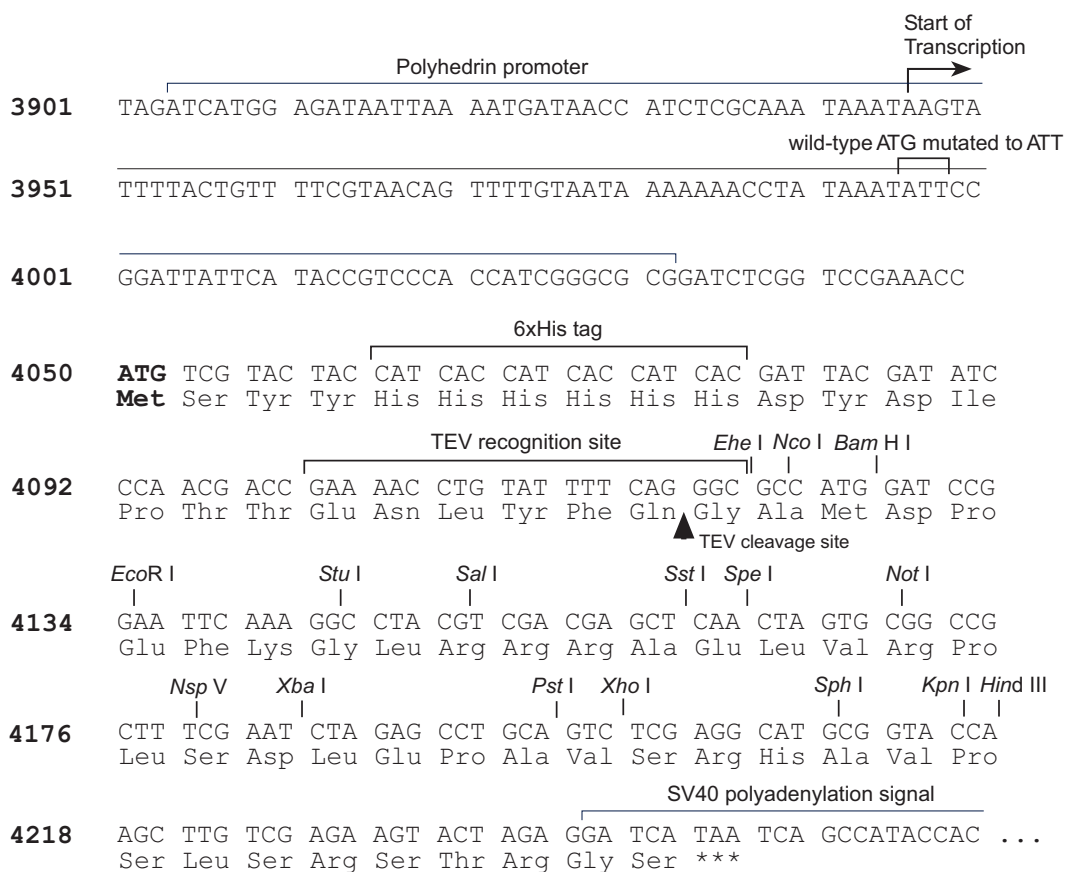 Start of
Transcription
Polyhedrin promoter
3901 TAGATCATGG AGATAATTAA AATGATAACC ATCTCGCAAA TAAATAAGTA
wild-type ATG mutated to ATT
3951 TTTTACTGTT TTCGTAACAG TTTTGTAATA AAAAAACCTA TAAATATTCC
4001 GGATTATTCA TACCGTCCCA CCATCGGGCG CGGATCTCGG TCCGAAACC
6xHis tag
4050 ATG TCG TAC TAC CAT CAC CAT CAC CAT CAC GAT TAC GAT ATC
Met Ser Tyr Tyr His His His His His His Asp Tyr Asp Ile
TEV recognition site Ehe I Nco I Bam H I
4092 CCA ACG ACC GAA AAC CTG TAT TTT CAG GGC GCC ATG GAT CCG
Pro Thr Thr Glu Asn Leu Tyr Phe Gln Gly Ala Met Asp Pro
TEV cleavage site
EcoR I Stu I Sal I Sst I Spe I Not I
4134 GAA TTC AAA GGC CTA CGT CGA CGA GCT CAA CTA GTG CGG CCG
Glu Phe Lys Gly Leu Arg Arg Arg Ala Glu Leu Val Arg Pro
Nsp V Xba I Pst I Xho I Sph I Kpn I Hind III
4176 CTT TCG AAT CTA GAG CCT GCA GTC TCG AGG CAT GCG GTA CCA
Leu Ser Asp Leu Glu Pro Ala Val Ser Arg His Ala Val Pro
SV40 polyadenylation signal
4218 AGC TTG TCG AGA AGT ACT AGA GGA TCA TAA TCA GCCATACCAC ...
Ser Leu Ser Arg Ser Thr Arg Gly Ser ***